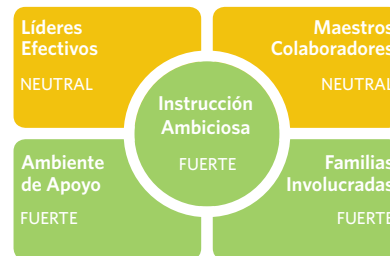 Líderes
Efectivos
NEUTRAL
Maestros
Colaboradores
NEUTRAL
Instrucción
Ambiciosa
FUERTE
Ambiente
de Apoyo
FUERTE
Familias
Involucradas
FUERTE